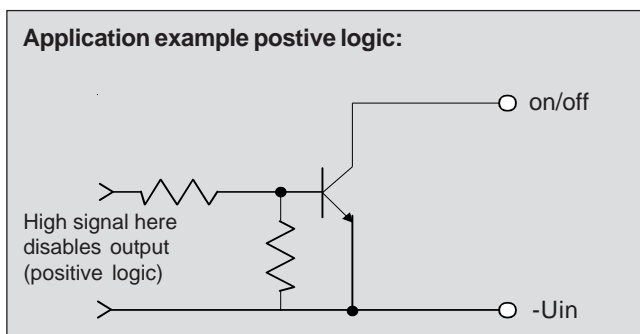 Application example postive logic:
on/off
High signal here
disables output
(positive logic)
-Uin